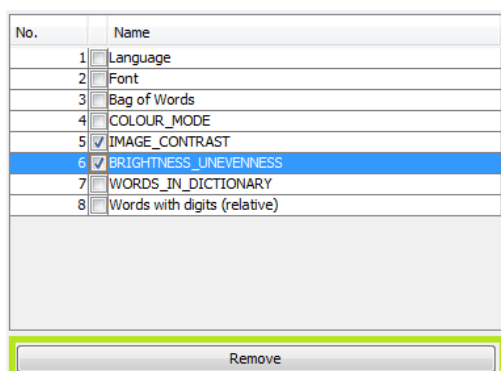 No. Name
1 Language
2 Font
3 Bag of Words
4 COLOUR_MODE
5 IMAGE_CONTRAST
6 BRIGHTNESS_UNEVENNESS
7 WORDS_IN_DICTIONARY
8 Words with digits (relative)
Remove